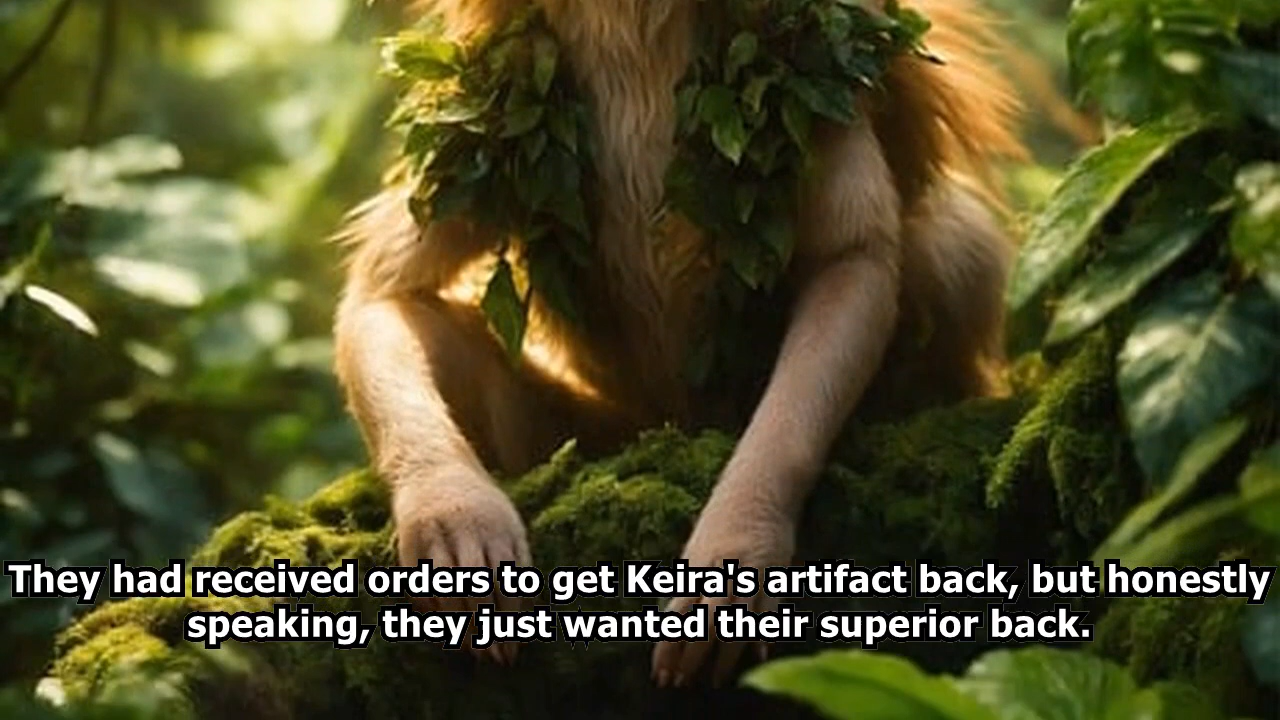 They had received orders to get Keira's artifact back, but honestly
speaking, they just wanted their superior back.